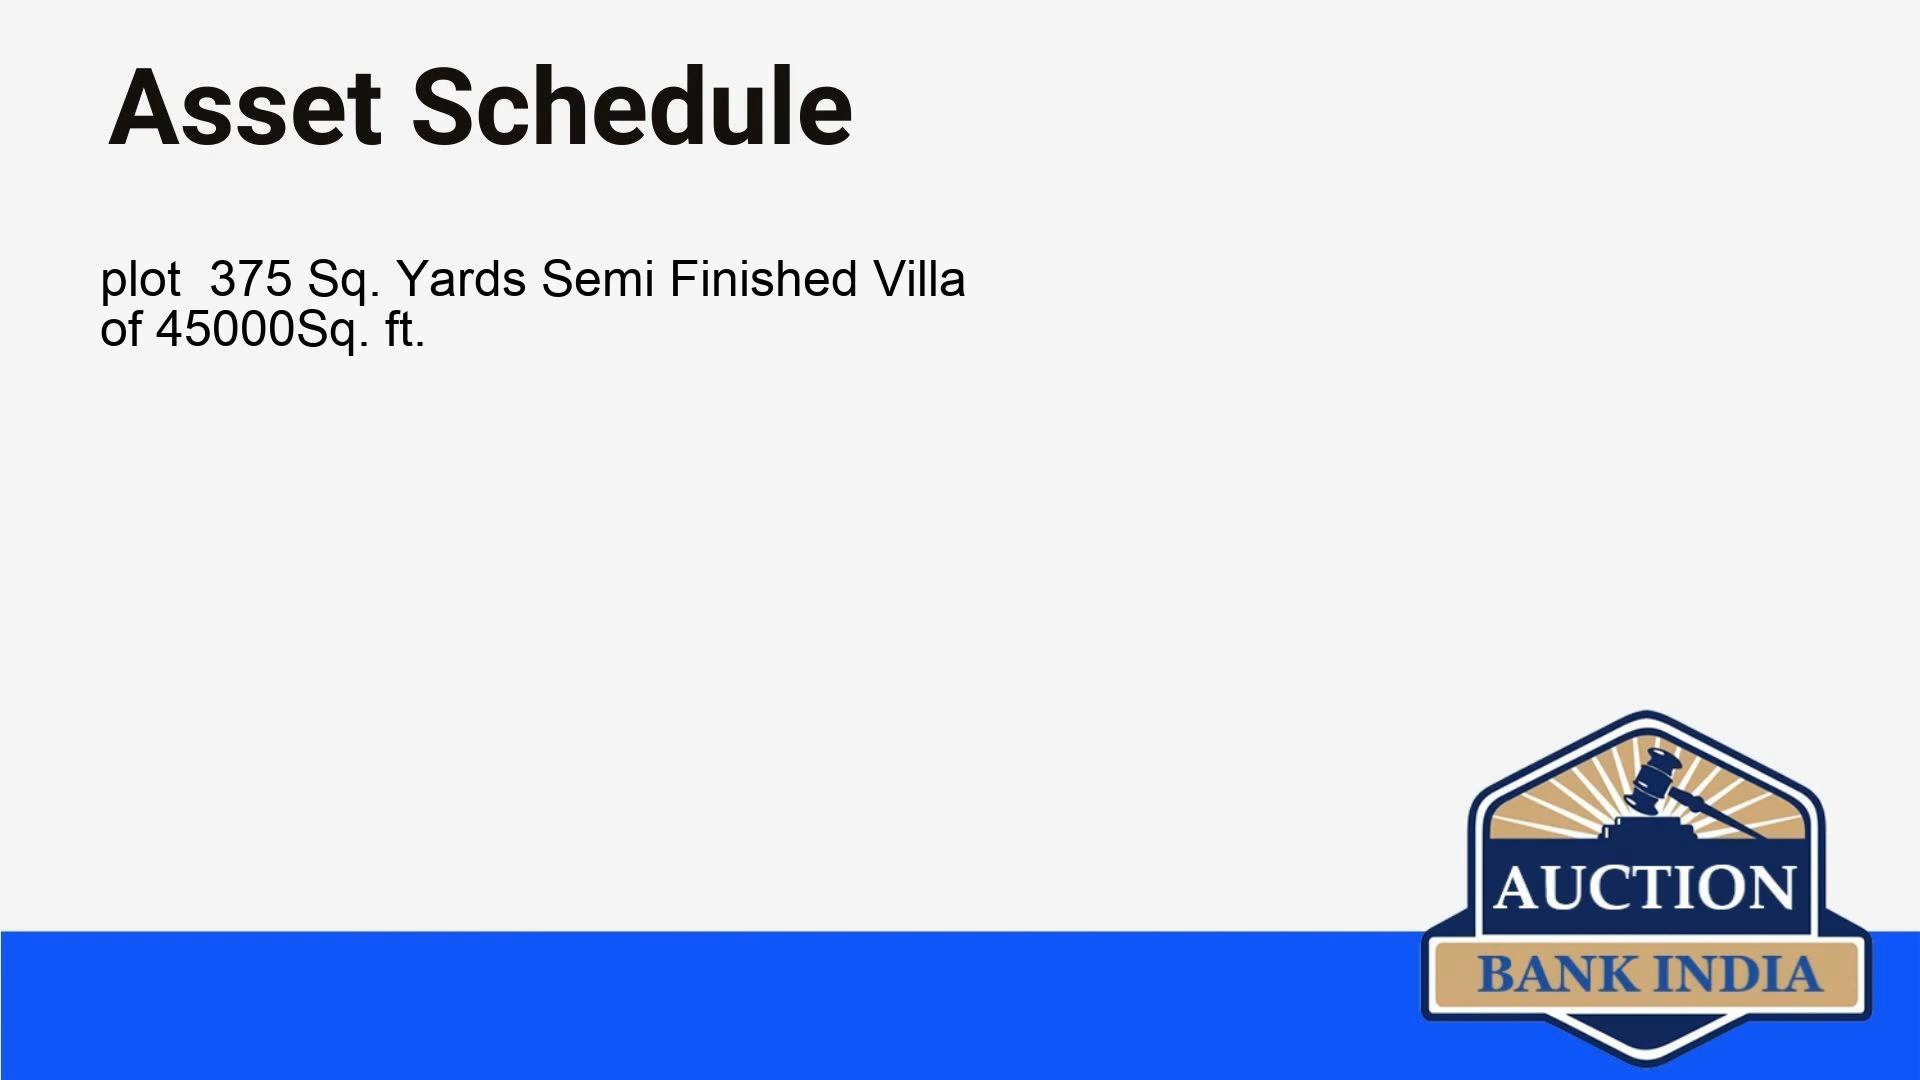 Asset Schedule
plot  375 Sq. Yards Semi Finished Villa
of 45000Sq. ft.
AUCTION
BANK INDIA